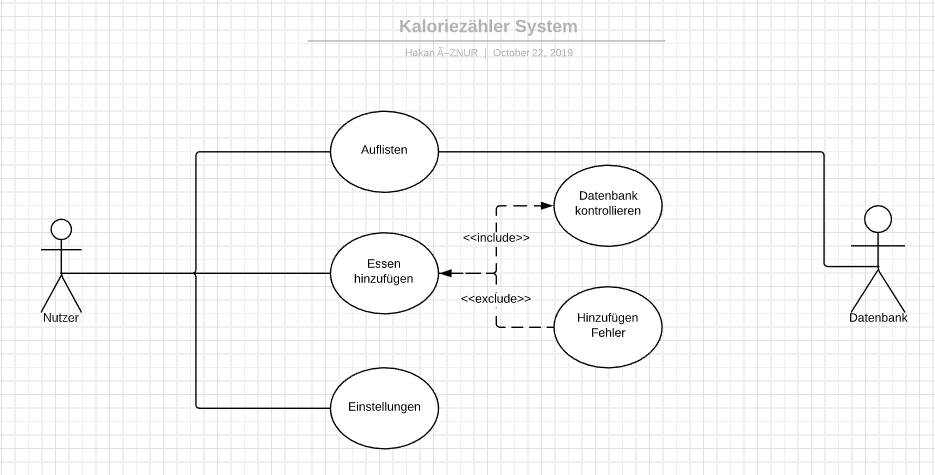 Kaloriezähler System
Hakan Ã–ZNUR | October 22, 2019
Auflisten
Datenbank
kontrollieren
<<include>>
Essen
hinzufügen
<<exclude>>
Hinzufügen
Fehler
Nutzer
Datenbank
Einstellungen